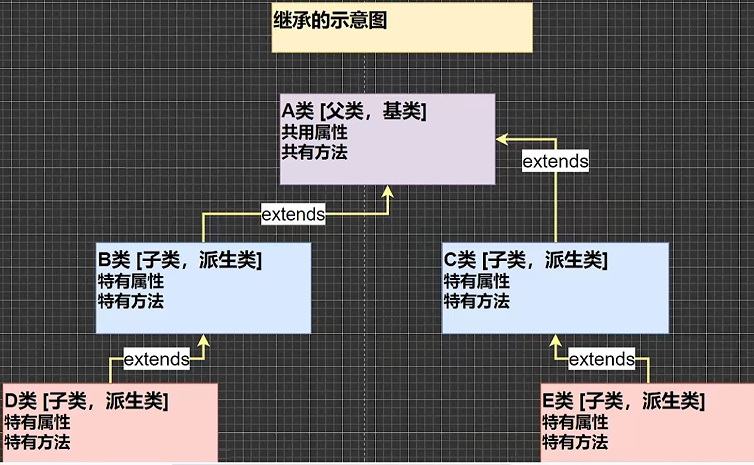 继承的示意图
A类 [父类，基类]
共用属性
共有方法
extends
extends
B类 [子类，派生类]
特有属性
特有方法
C类 [子类，派生类]
特有属性
特有方法
extends
extends
D类 [子类，派生类]
特有属性
特有方法
E类 [子类，派生类]
特有属性
特有方法